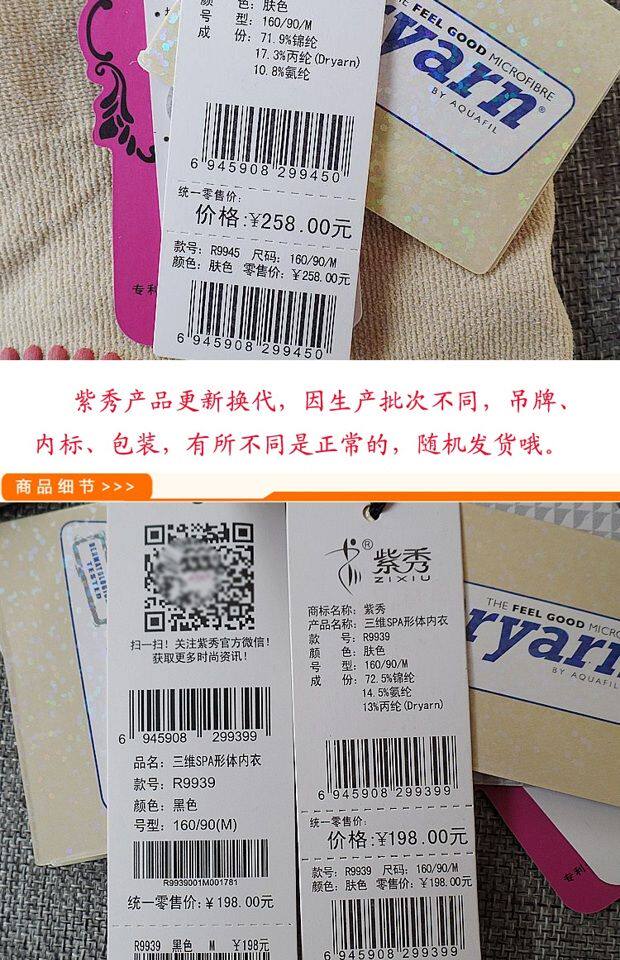 颜 色：肤色
号 型：160/90/M
成 份：71.9%锦纶
17.3%丙纶(Dryarn)
10.8%氨纶
6 945908 299450
统一零售价：
价格:¥258.00元
款号：R9945 尺码：160/90/M
颜色：肤色 零售价：¥258.00元
6 945908 299450
THE FEEL GOOD MICROFIBRE
ryarn®
BY AQUAFIL
专利
紫秀产品更新换代，因生产批次不同，吊牌、
内标、包装，有所不同是正常的，随机发货哦。
商品细节>>>
DERMATOLOGICALLY
TESTED
扫一扫！关注紫秀官方微信！
获取更多时尚资讯！
6 945908 299399
品名：三维SPA形体内衣
款号：R9939
颜色：黑色
号型：160/90(M)
R9939001M001781
统一零售价：¥198.00元
R9939 黑色 M ¥198元
®
紫秀
ZIXIU
商标名称：紫秀
产品名称：三维SPA形体内衣
款 号：R9939
颜 色：肤色
号 型：160/90/M
成 份：72.5%锦纶
14.5%氨纶
13%丙纶(Dryarn)
6 945908 299399
统一零售价：
价格:¥198.00元
款号：R9939 尺码：160/90/M
颜色：肤色 零售价：¥198.00元
6 945908 299399
THE FEEL GOOD MICRO
ryarn
BY AQUAFIL
专利